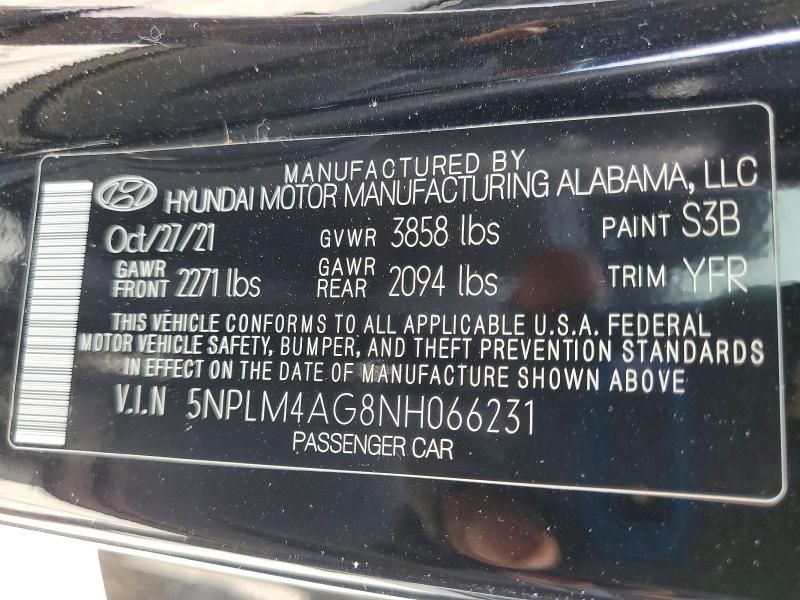 MANUFACTURED BY
HYUNDAI MOTOR MANUFACTURING ALABAMA, LLC
Oct/27/21 GVWR 3858 lbs PAINT S3B
GAWR FRONT 2271 lbs GAWR REAR 2094 lbs TRIM YFR
THIS VEHICLE CONFORMS TO ALL APPLICABLE U.S.A. FEDERAL
MOTOR VEHICLE SAFETY, BUMPER, AND THEFT PREVENTION STANDARDS
IN EFFECT ON THE DATE OF MANUFACTURE SHOWN ABOVE
V.I.N 5NPLM4AG8NH066231
PASSENGER CAR